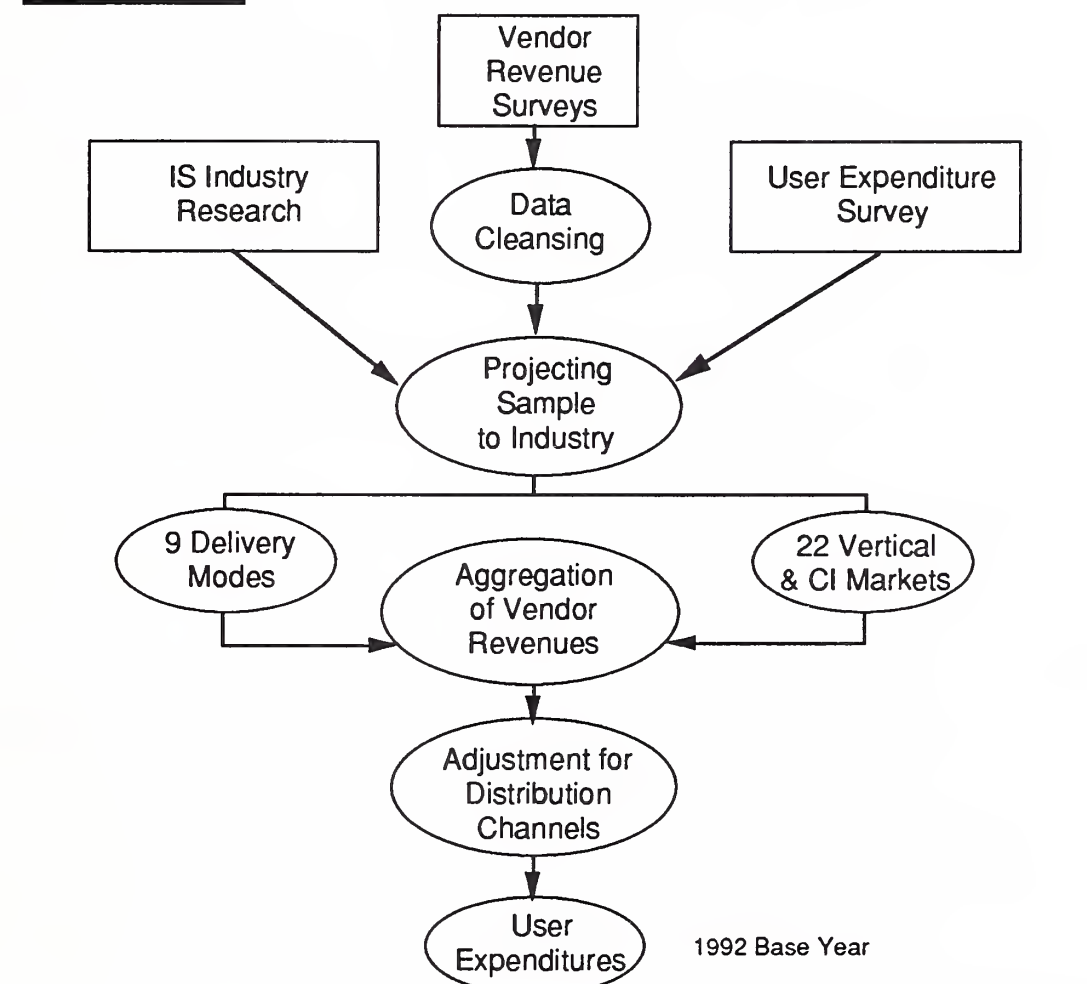 Vendor
Revenue
Surveys
IS Industry
Research
Data
Cleansing
User Expenditure
Survey
Projecting
Sample
to Industry
9 Delivery
Modes
Aggregation
of Vendor
Revenues
22 Vertical
& CI Markets
Adjustment for
Distribution
Channels
User
Expenditures
1992 Base Year